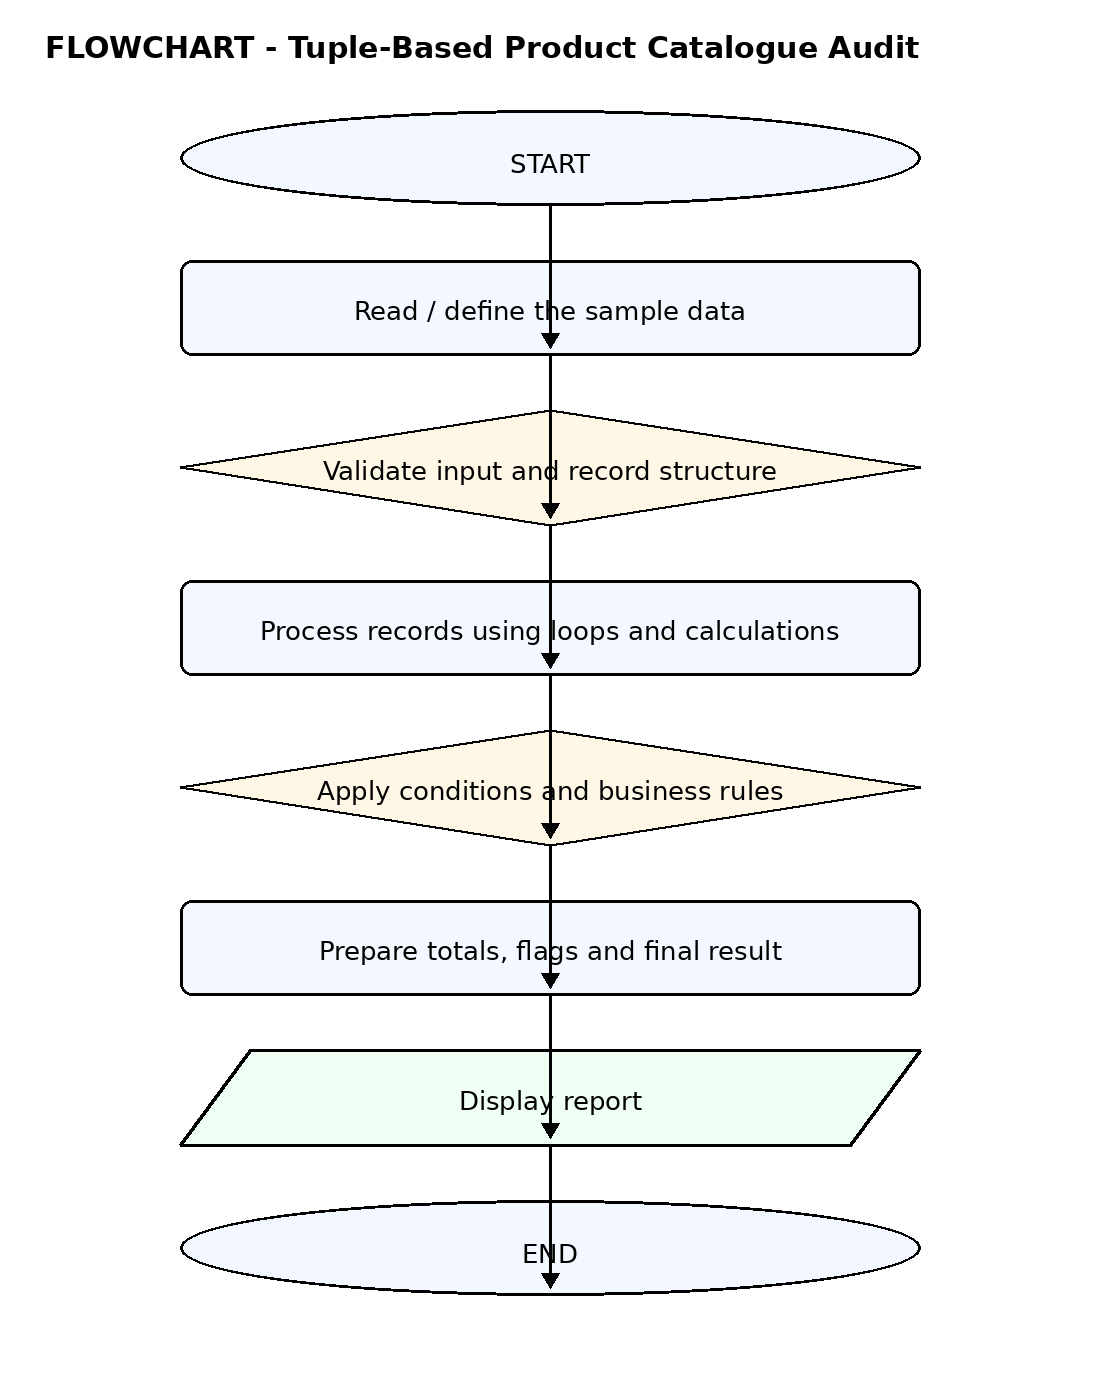 FLOWCHART - Tuple-Based Product Catalogue Audit
START
Read / define the sample data
Validate input and record structure
Process records using loops and calculations
Apply conditions and business rules
Prepare totals, flags and final result
Display report
END